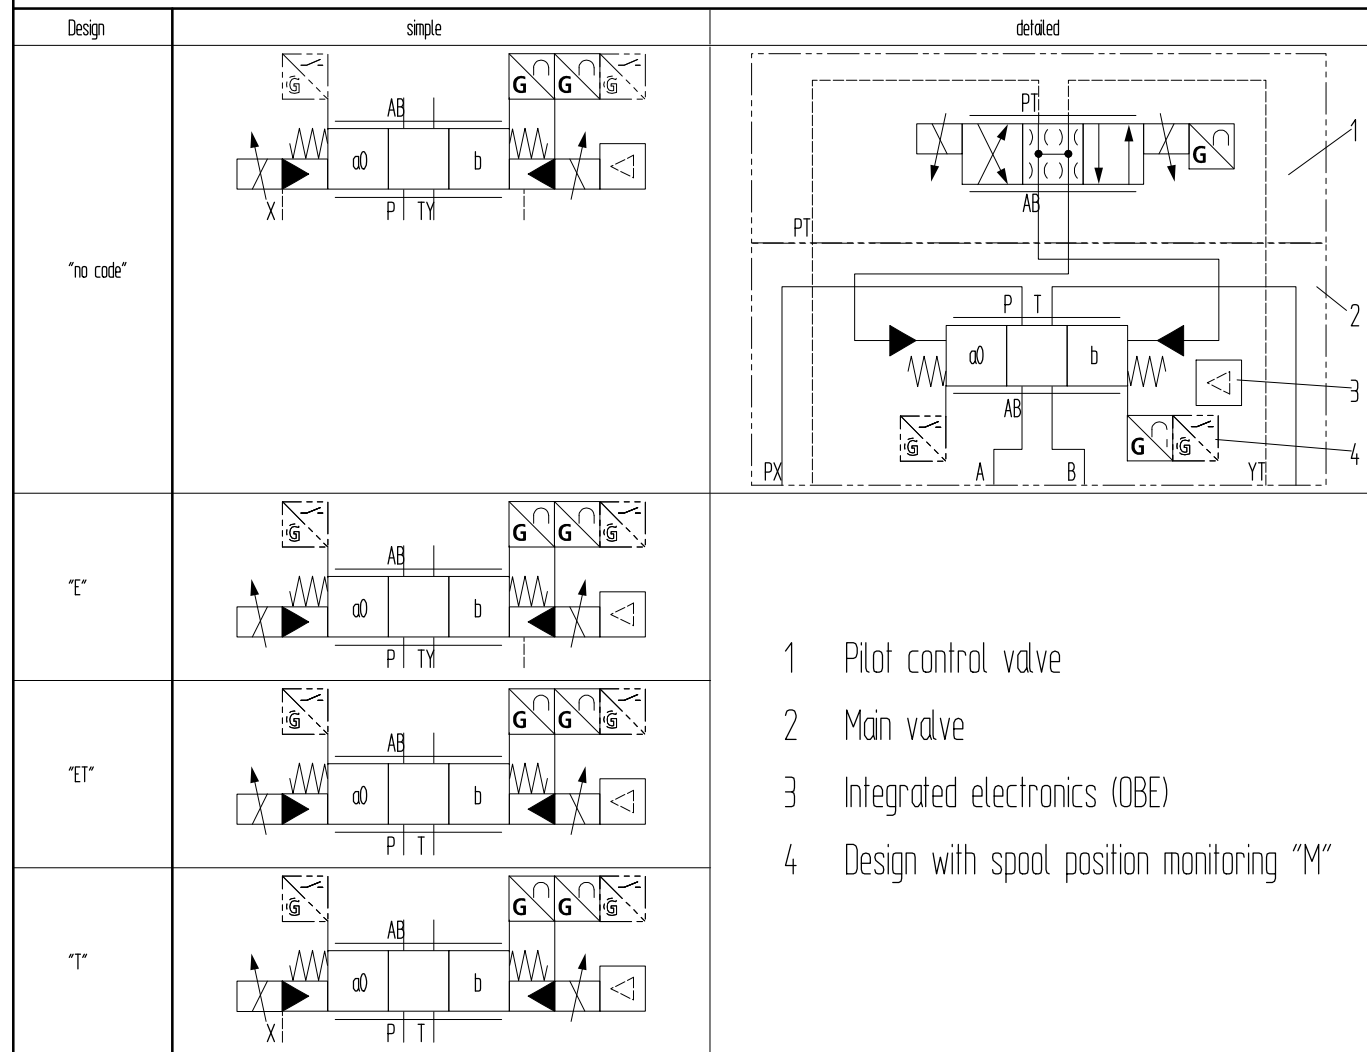 Design simple detailed
"no code"
G G G G
AB
a0 b
X P TY
PT
G
AB
PT
1
P T
2
a0 b
3
AB
G G G
4
PX A B YT
"E"
G G G G
AB
a0 b
P TY
"ET"
G G G G
AB
a0 b
P T
"T"
G G G G
AB
a0 b
X P T
1 Pilot control valve
2 Main valve
3 Integrated electronics (OBE)
4 Design with spool position monitoring "M"